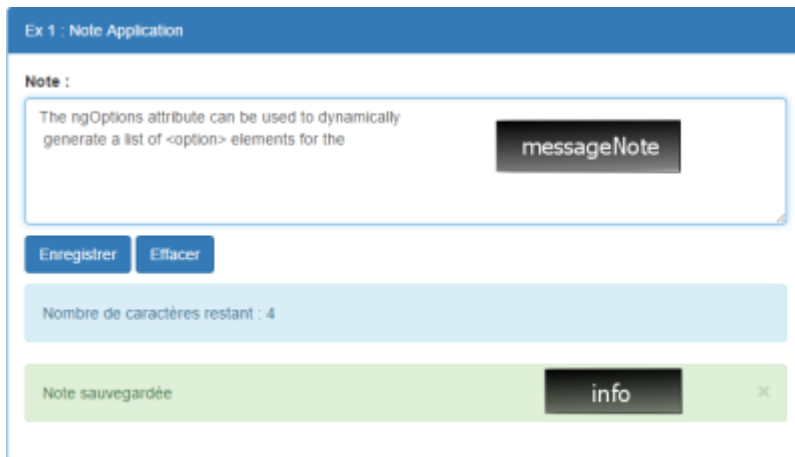 Ex 1 : Note Application
Note :
The ngOptions attribute can be used to dynamically
generate a list of <option> elements for the
messageNote
Enregistrer Effacer
Nombre de caractères restant : 4
Note sauvegardée
info ×